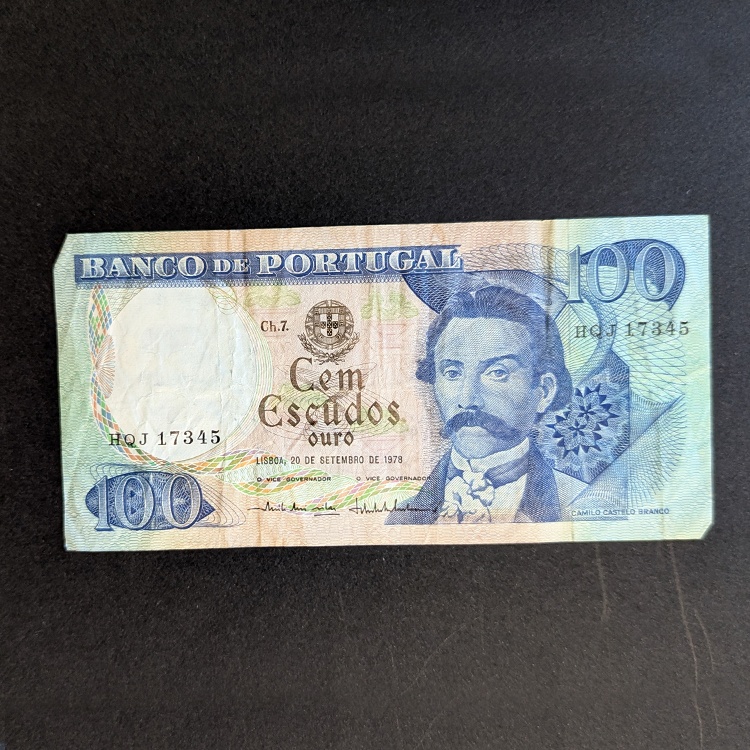 BANCO DE PORTUGAL
100
Ch.7.
HQJ 17345
Cem
Escudos
ouro
HQJ 17345
LISBOA, 20 DE SETEMBRO DE 1978
O VICE GOVERNADOR O VICE GOVERNADOR
100
CAMILO CASTELO BRANCO